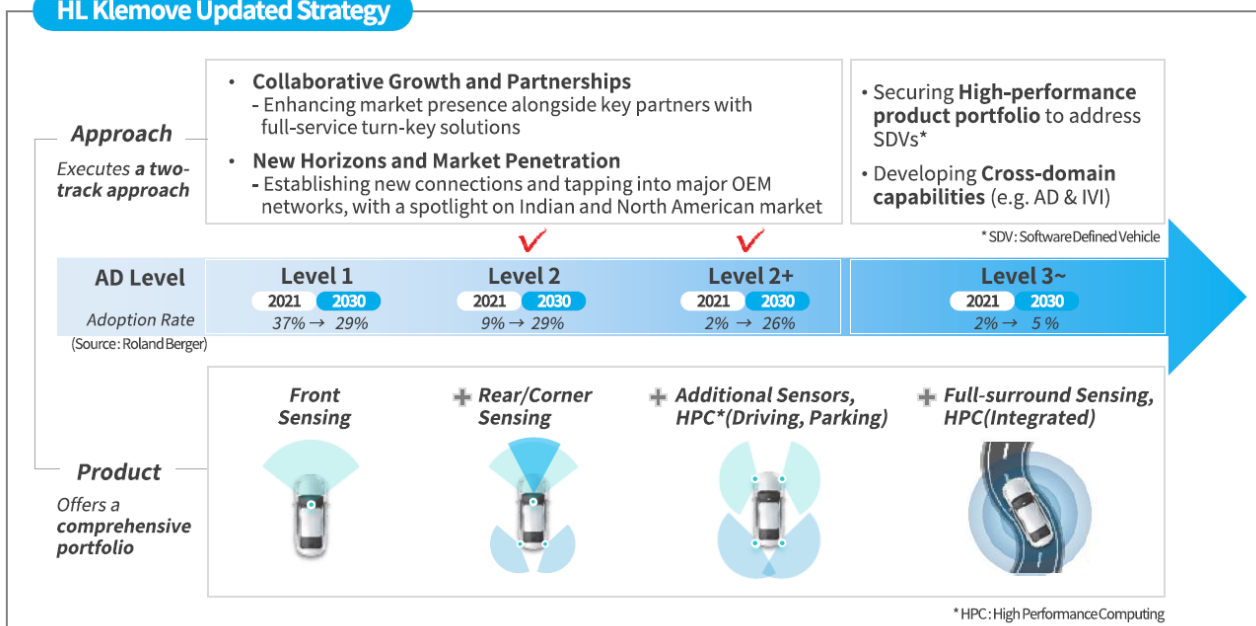 HL Klemove Updated Strategy
Approach
Executes a two-
track approach
• Collaborative Growth and Partnerships
- Enhancing market presence alongside key partners with
full-service turn-key solutions
• New Horizons and Market Penetration
- Establishing new connections and tapping into major OEM
networks, with a spotlight on Indian and North American market
• Securing High-performance
product portfolio to address
SDVs*
• Developing Cross-domain
capabilities (e.g. AD & IVI)
* SDV : Software Defined Vehicle
AD Level
Level 1
Level 2
Level 2+
Level 3~
2021 2030
2021 2030
2021 2030
2021 2030
Adoption Rate
37% → 29%
9% → 29%
2% → 26%
2% → 5 %
(Source : Roland Berger)
Product
Offers a
comprehensive
portfolio
Front
Sensing
+ Rear/Corner
Sensing
+ Additional Sensors,
HPC*(Driving, Parking)
+ Full-surround Sensing,
HPC(Integrated)
* HPC : High Performance Computing